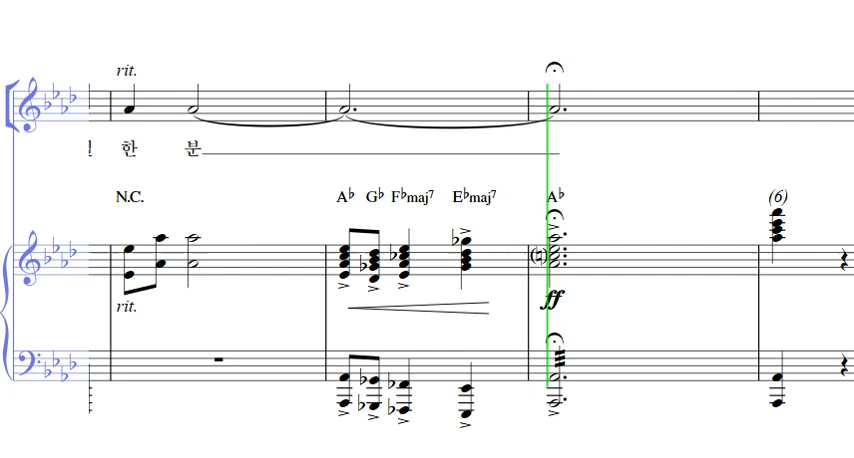 rit.
한 분
N.C. A♭ G♭ F♭maj7 E♭maj7 A♭ (6)
rit.
ff